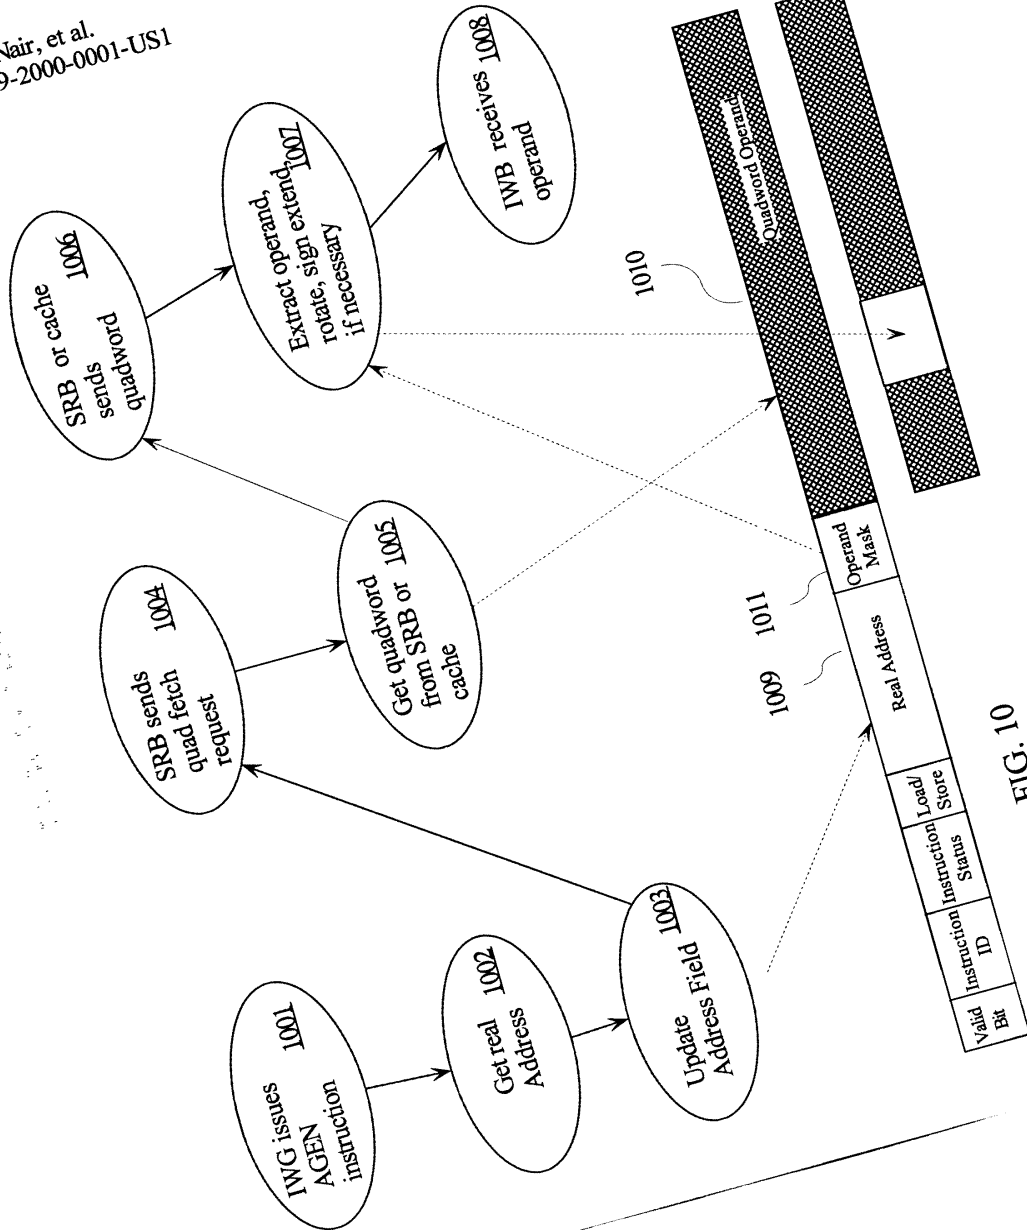 Nair, et al.
9-2000-0001-US1
IWG issues
AGEN
instruction
1001
Get real
Address
1002
Update
Address Field
1003
SRB sends
quad fetch
request
1004
Get quadword
from SRB or
cache
1005
SRB or cache
sends
quadword
1006
Extract operand,
rotate, sign extend,
if necessary
1007
IWB receives
operand
1008
1009
1011
1010
Valid
Bit
Instruction
ID
Instruction
Status
Load/
Store
Real Address
Operand
Mask
Quadword Operand
FIG. 10